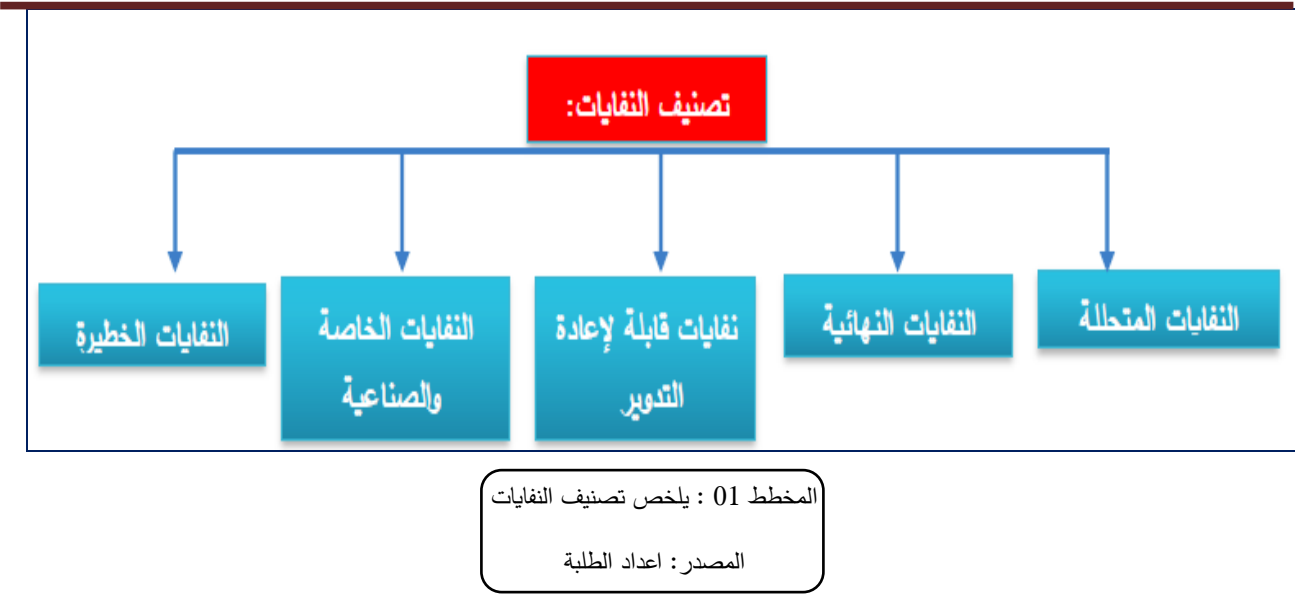 تصنيف النفايات:
النفايات المتحللة
النفايات النهائية
نفايات قابلة لإعادة
التدوير
النفايات الخاصة
والصناعية
النفايات الخطيرة
المخطط 01 : يلخص تصنيف النفايات
المصدر: اعداد الطلبة